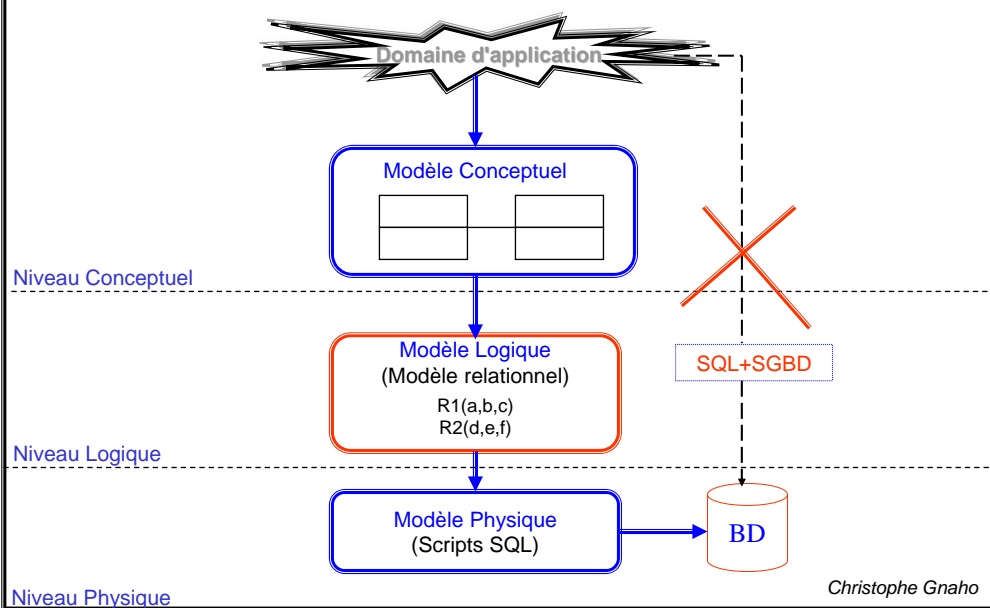 Domaine d'application
Modèle Conceptuel
Niveau Conceptuel
Modèle Logique
(Modèle relationnel)
R1(a,b,c)
R2(d,e,f)
SQL+SGBD
Niveau Logique
Modèle Physique
(Scripts SQL)
BD
Christophe Gnaho
Niveau Physique